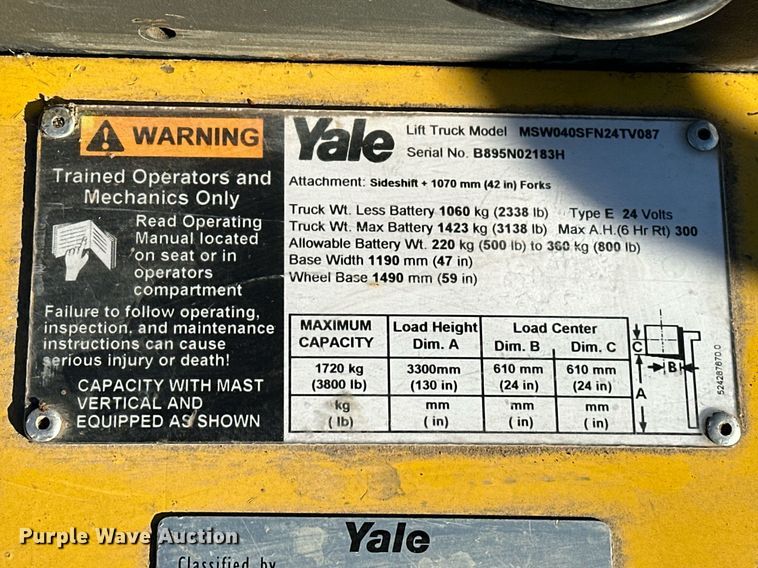 WARNING
Trained Operators and
Mechanics Only
Read Operating
Manual located
on seat or in
operators
compartment
Failure to follow operating,
inspection, and maintenance
instructions can cause
serious injury or death!
CAPACITY WITH MAST
VERTICAL AND
EQUIPPED AS SHOWN
Yale
Lift Truck Model MSW040SFN24TV087
Serial No. B895N02183H
Attachment: Sideshift + 1070 mm (42 in) Forks
Truck Wt. Less Battery 1060 kg (2338 lb) Type E 24 Volts
Truck Wt. Max Battery 1423 kg (3138 lb) Max A.H.(6 Hr Rt) 300
Allowable Battery Wt. 220 kg (500 lb) to 360 kg (800 lb)
Base Width 1190 mm (47 in)
Wheel Base 1490 mm (59 in)
MAXIMUM CAPACITY Load Height Dim. A Load Center Dim. B Dim. C
1720 kg 3300mm 610 mm 610 mm
(3800 lb) (130 in) (24 in) (24 in)
kg mm mm mm
( lb) ( in) ( in) ( in)
C
B
A
524287670.0
Yale
Classified by
Purple Wave Auction